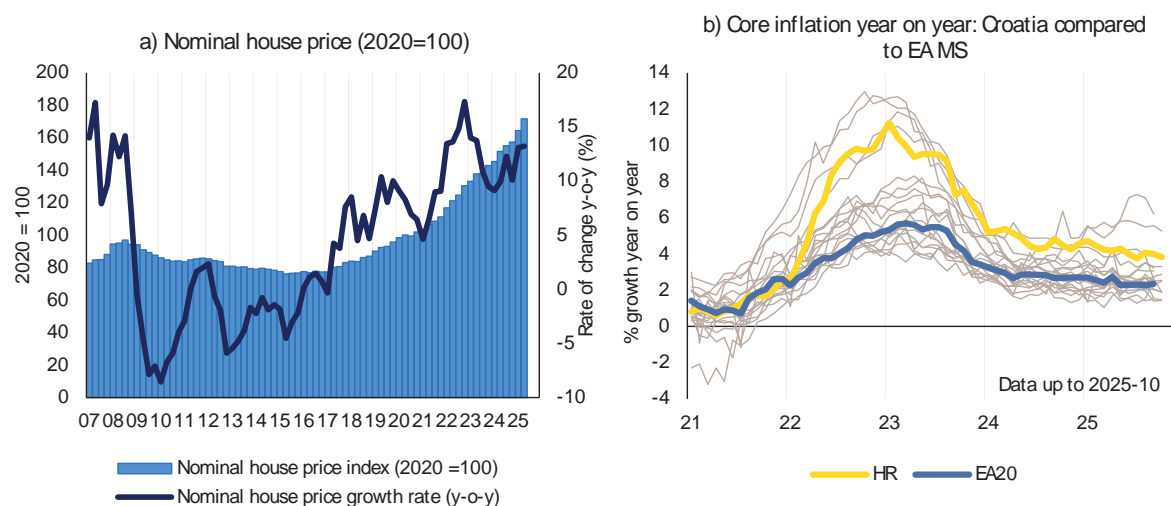 a) Nominal house price (2020=100)
200
180
160
140
120
100
80
60
40
20
0
2020 = 100
20
15
10
5
0
-5
-10
Rate of change y-o-y (%)
07 08 09 10 11 12 13 14 15 16 17 18 19 20 21 22 23 24 25
Nominal house price index (2020 =100)
Nominal house price growth rate (y-o-y)
b) Core inflation year on year: Croatia compared
to EA MS
14
12
10
8
6
4
2
0
-2
-4
% growth year on year
Data up to 2025-10
21 22 23 24 25
HR EA20